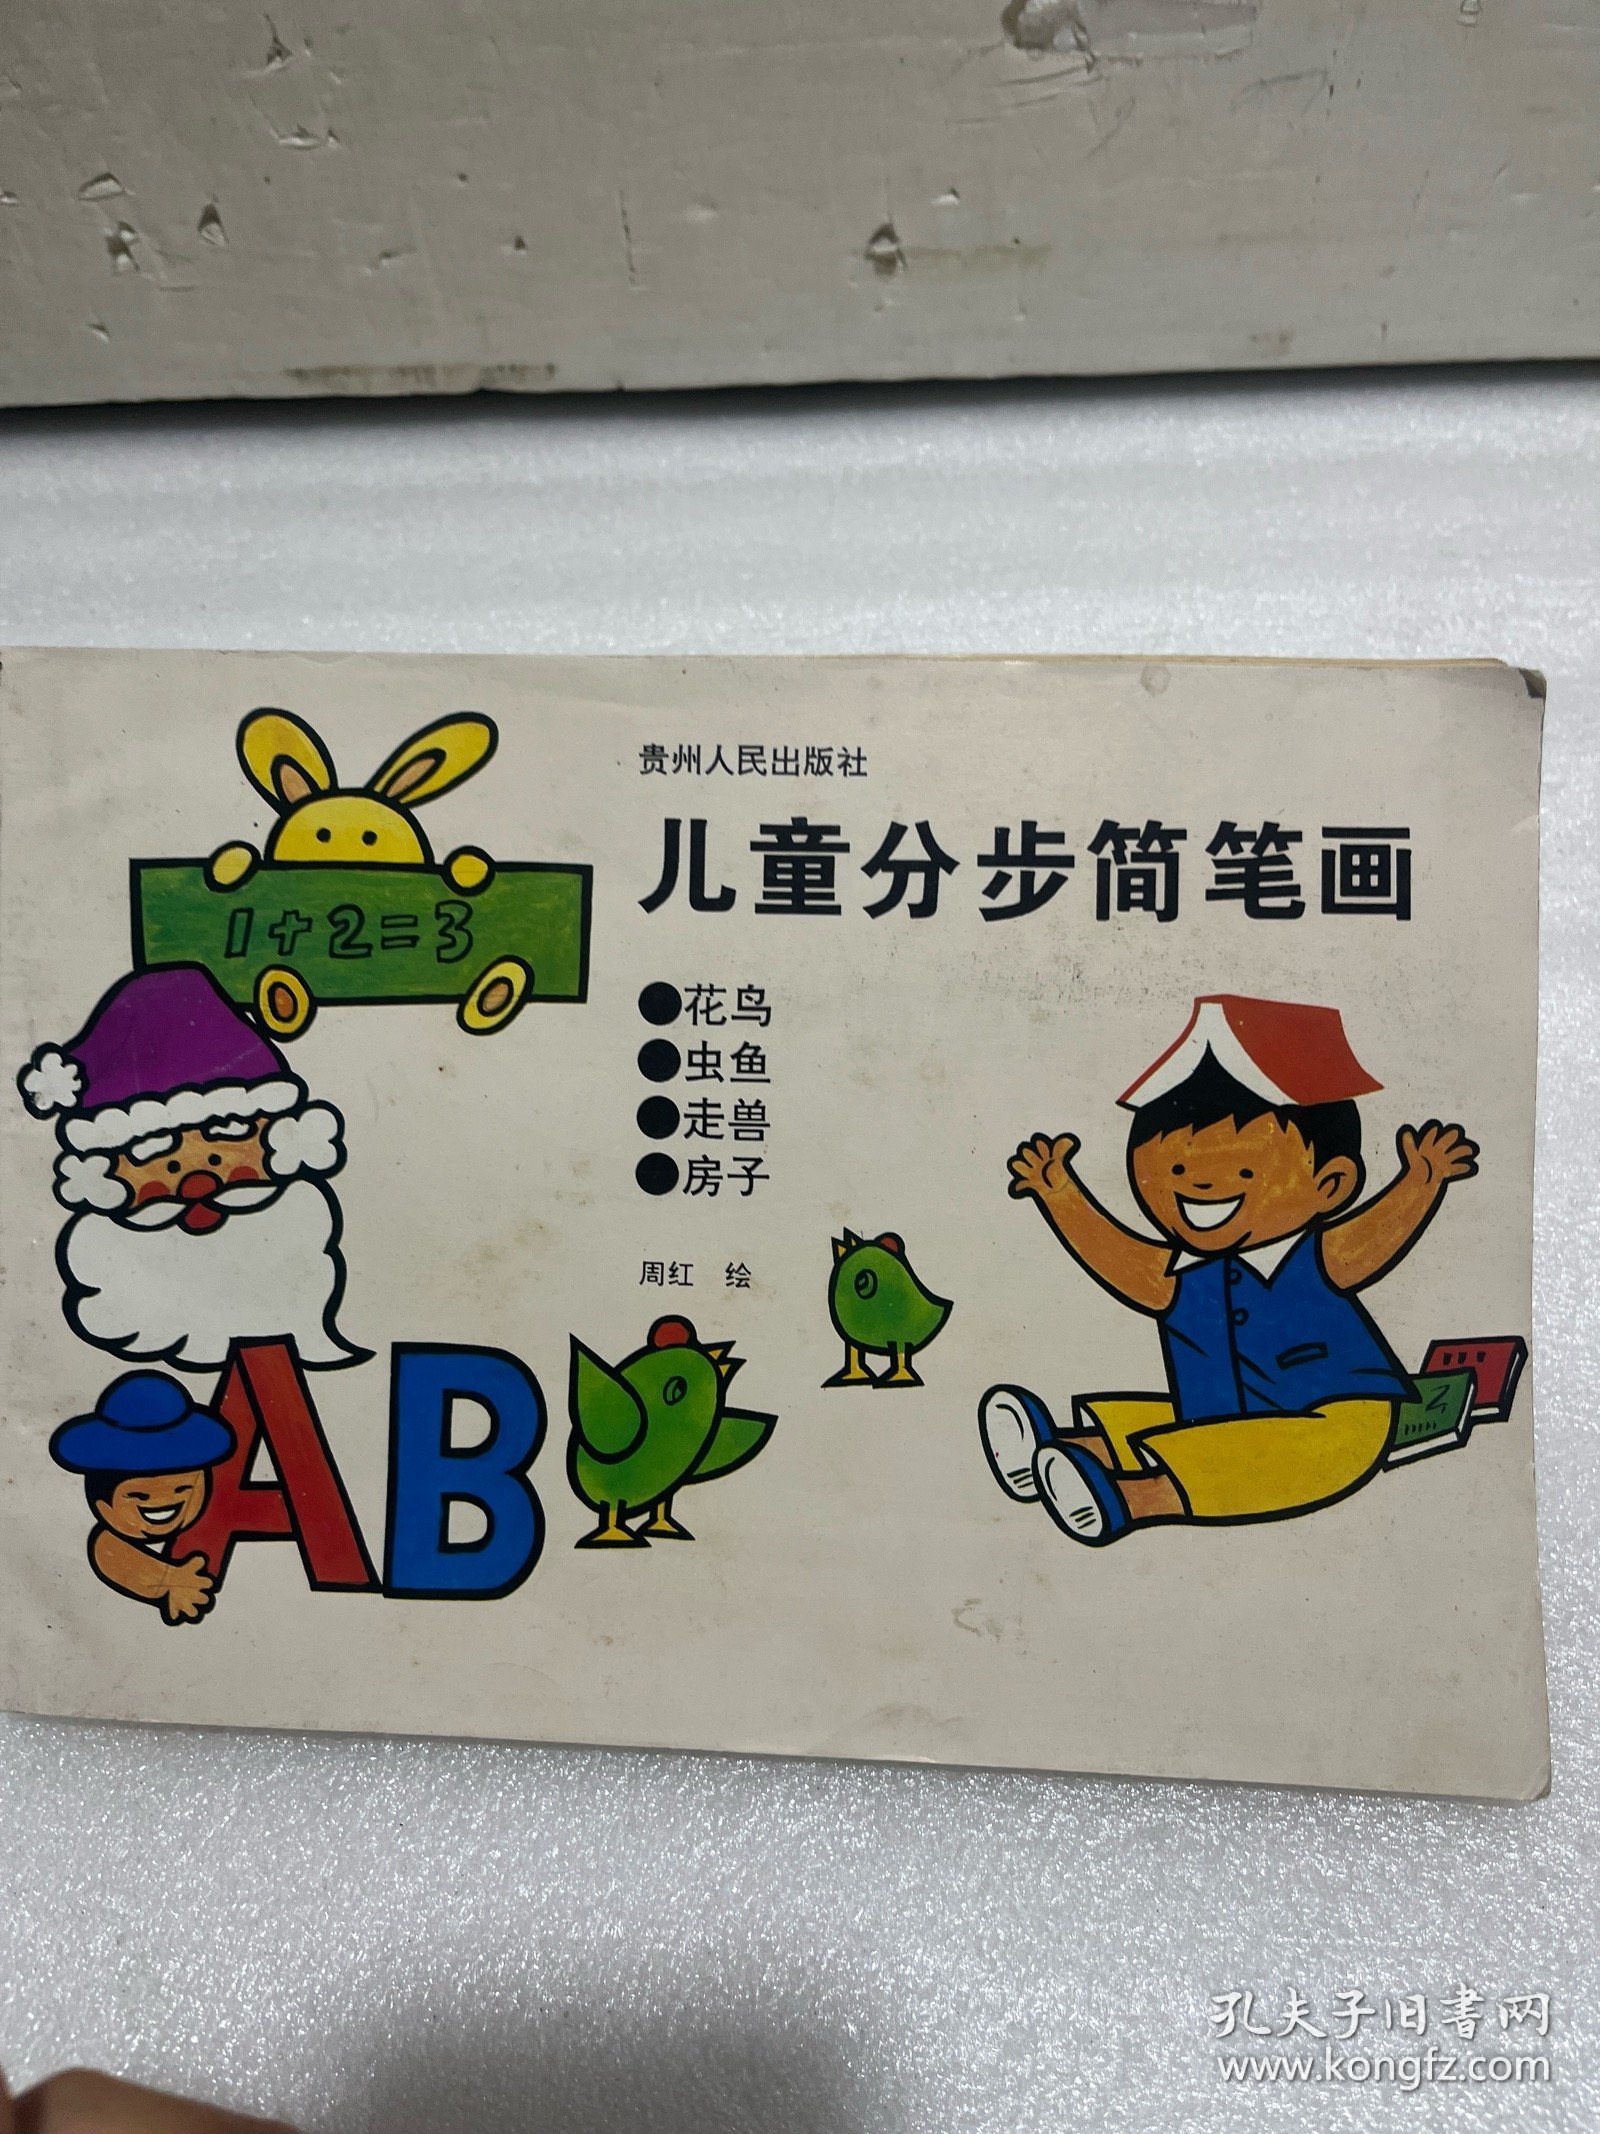 贵州人民出版社
儿童分步简笔画
1+2=3
●花鸟
●虫鱼
●走兽
●房子
周红 绘
AB
2
孔夫子旧书网
www.kongfz.com